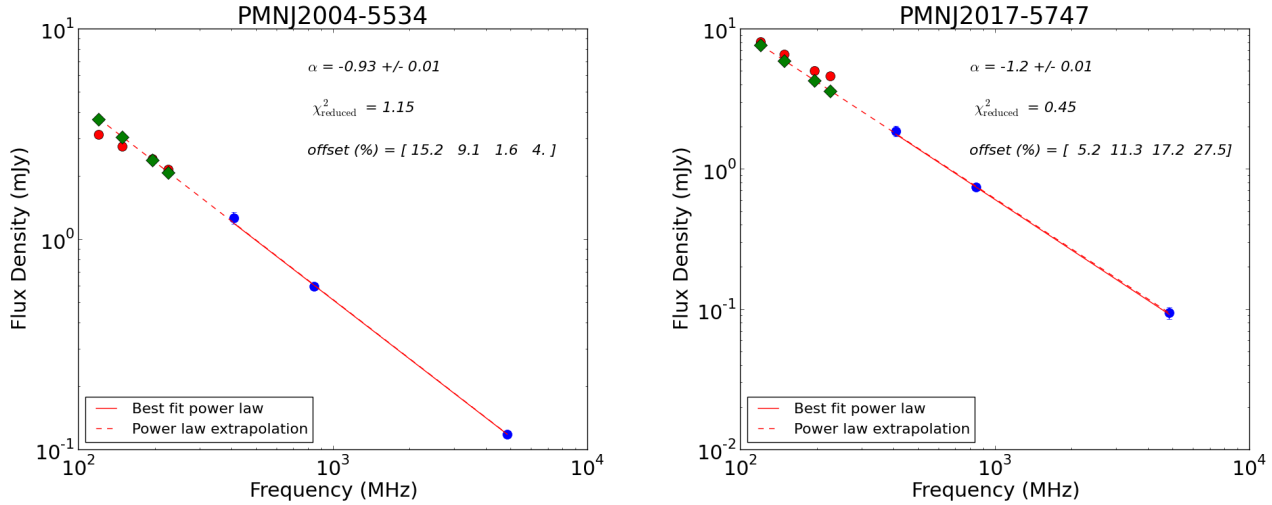 PMNJ2004-5534
10¹
α = -0.93 +/- 0.01
χ²reduced = 1.15
offset (%) = [ 15.2 9.1 1.6 4. ]
Flux Density (mJy)
10⁰
Best fit power law
Power law extrapolation
10⁻¹
10² 10³ 10⁴
Frequency (MHz)
PMNJ2017-5747
10¹
α = -1.2 +/- 0.01
χ²reduced = 0.45
offset (%) = [ 5.2 11.3 17.2 27.5]
10⁰
Flux Density (mJy)
10⁻¹
Best fit power law
Power law extrapolation
10⁻²
10² 10³ 10⁴
Frequency (MHz)